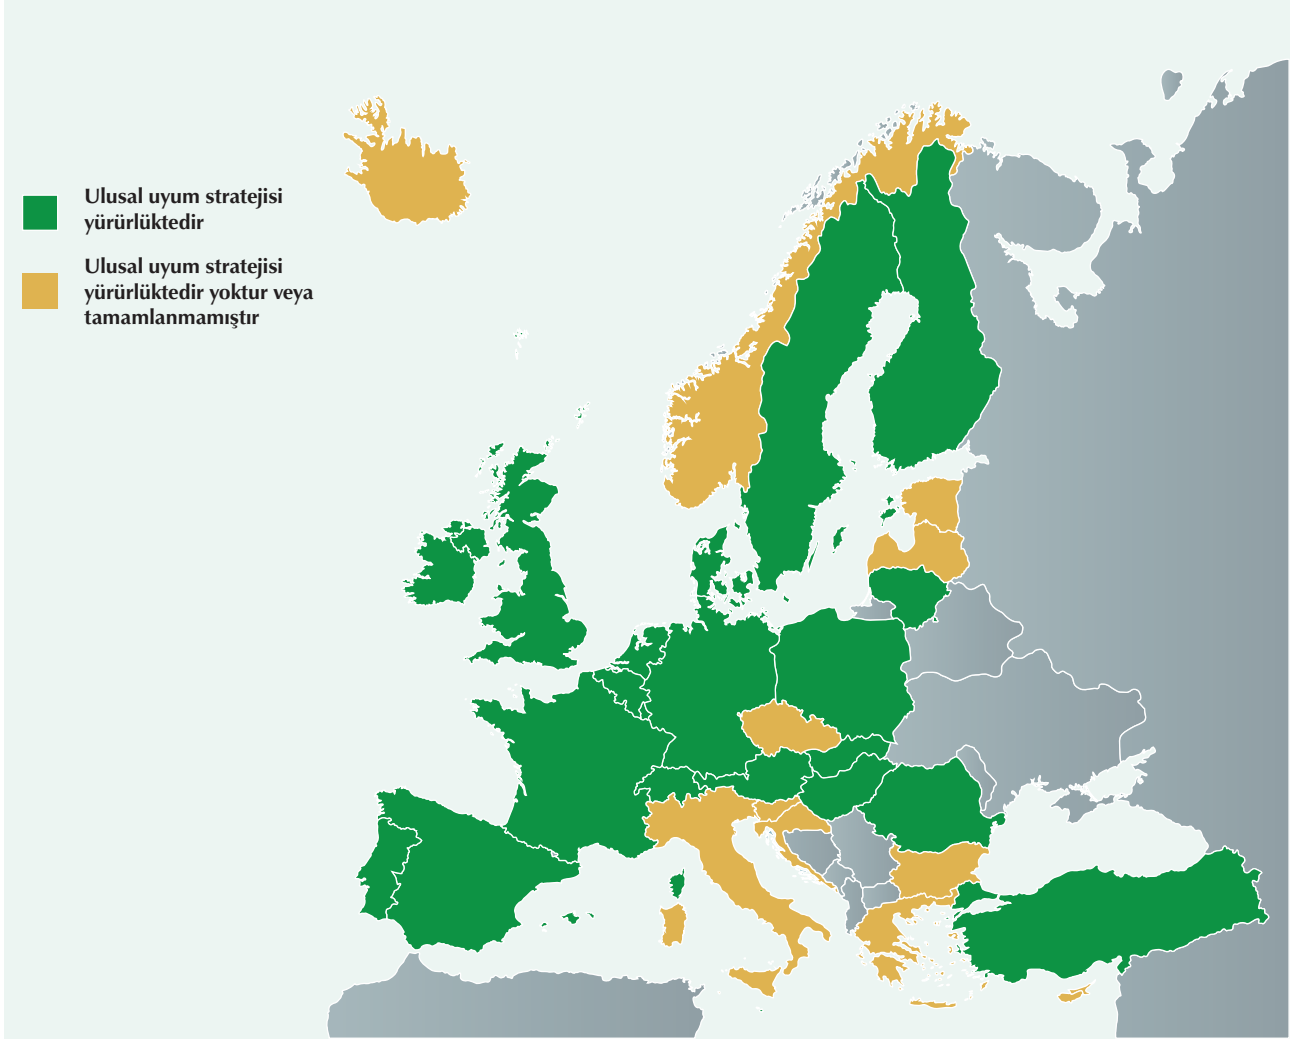 Ulusal uyum stratejisi
yürürlüktedir
Ulusal uyum stratejisi
yürürlüktedir yoktur veya
tamamlanmamıştır